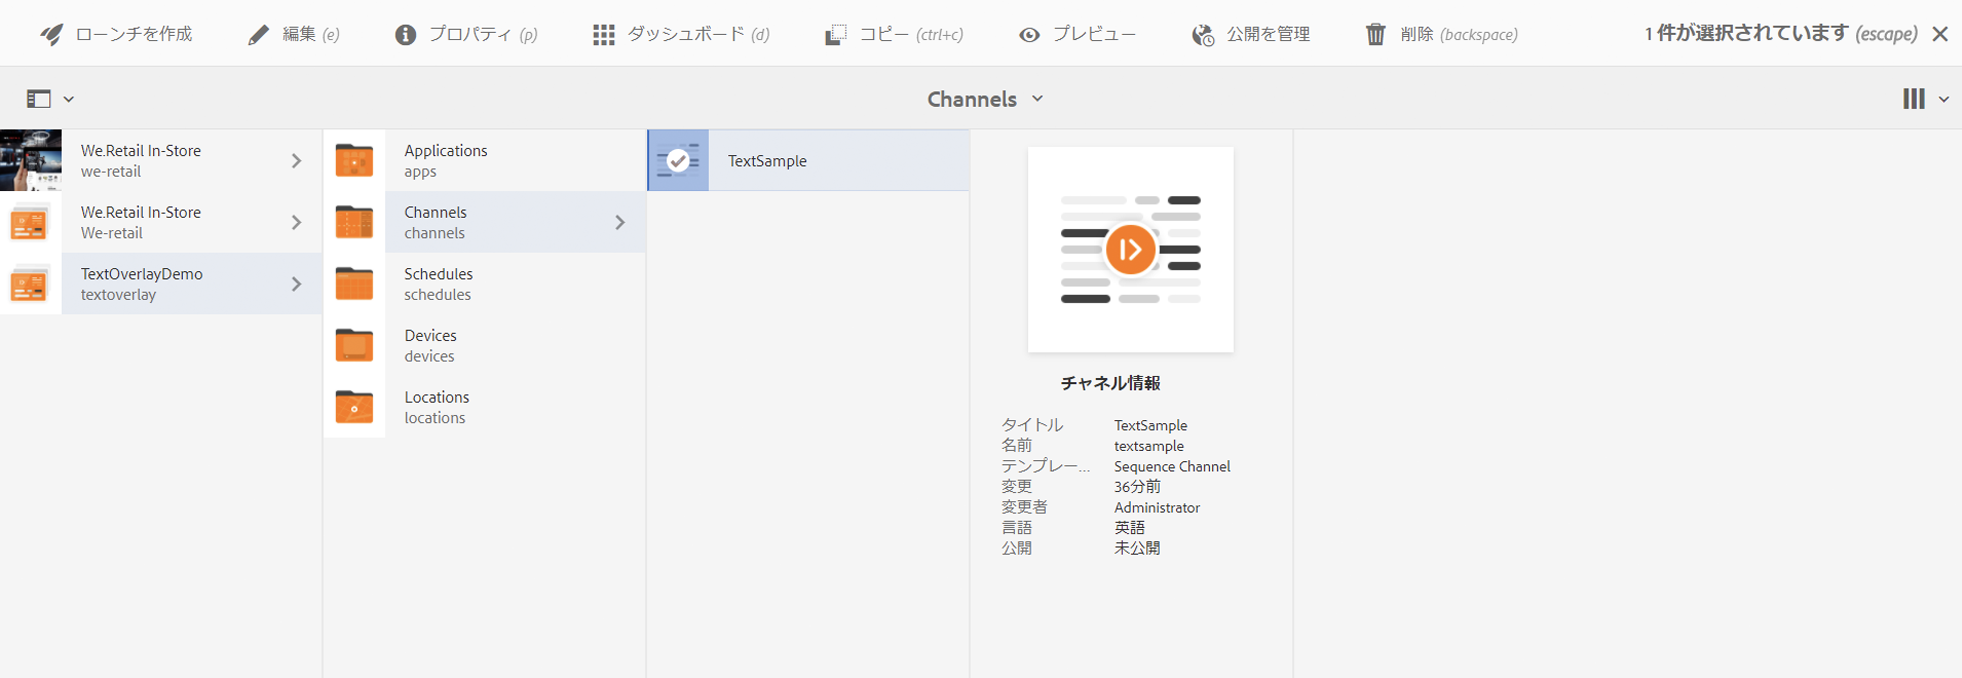 ローンチを作成 編集 (e) プロパティ (p) ダッシュボード (d) コピー (ctrl+c) プレビュー 公開を管理 削除 (backspace) 1 件が選択されています (escape)
Channels
We.Retail In-Store
we-retail
We.Retail In-Store
We-retail
TextOverlayDemo
textoverlay
Applications
apps
Channels
channels
Schedules
schedules
Devices
devices
Locations
locations
TextSample
チャネル情報
タイトル TextSample
名前 textsample
テンプレー... Sequence Channel
変更 36分前
変更者 Administrator
言語 英語
公開 未公開